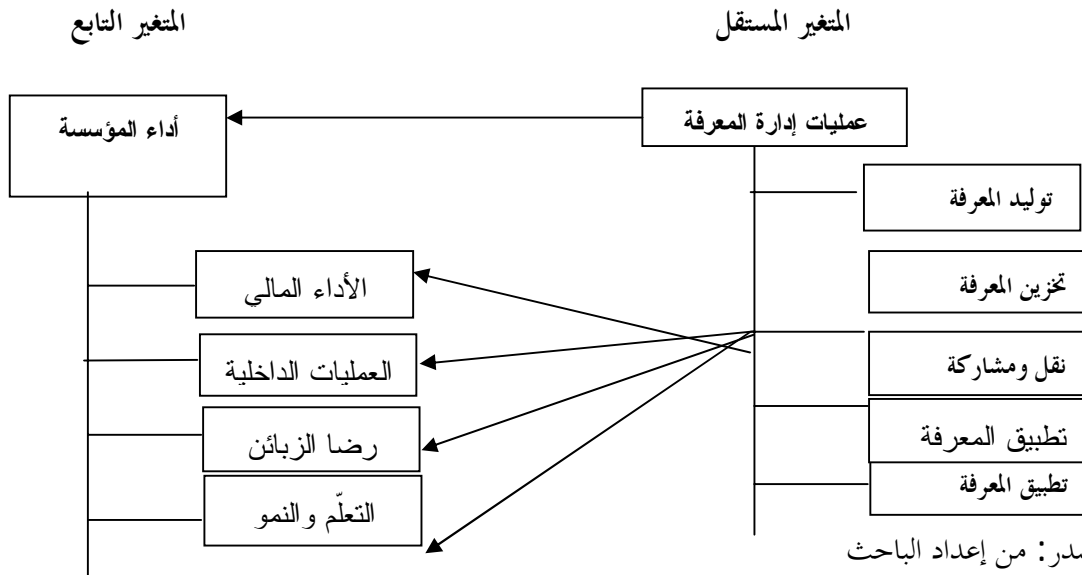 المتغير المستقل
المتغير التابع
عمليات إدارة المعرفة
أداء المؤسسة
توليد المعرفة
تخزين المعرفة
نقل ومشاركة
تطبيق المعرفة
تطبيق المعرفة
الأداء المالي
العمليات الداخلية
رضا الزبائن
التعلّم والنمو
صدر: من إعداد الباحث